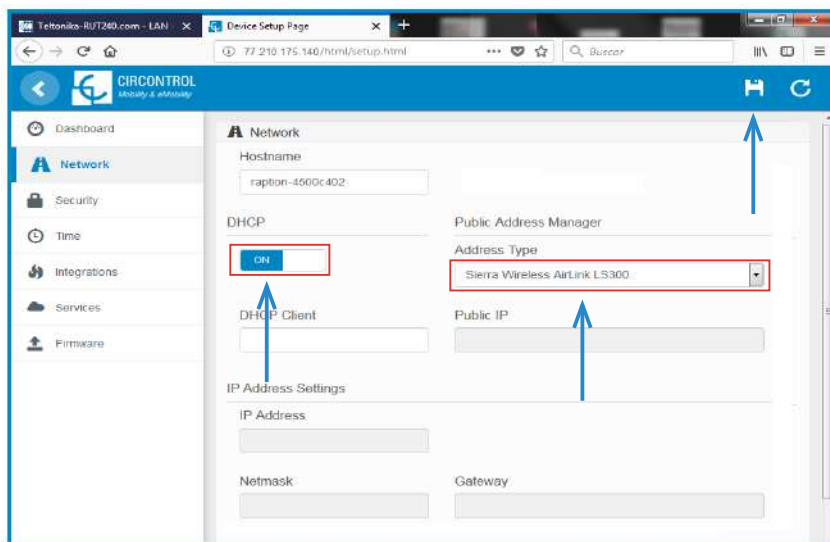 Teltonika-RUT240.com - LAN
Device Setup Page
77.210.175.140/html/setup.html
Buscar
CIRCONTROL
Mobility & eMobility
Dashboard
Network
Security
Time
Integrations
Services
Firmware
Network
Hostname
raption-4600c402
DHCP
Public Address Manager
ON
Address Type
Sierra Wireless AirLink LS300
DHCP Client
Public IP
IP Address Settings
IP Address
Netmask
Gateway